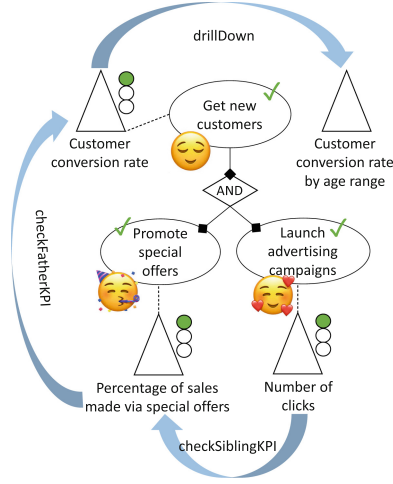 drillDown
Get new
customers
Customer
conversion rate
Customer
conversion rate
by age range
AND
Promote
special
offers
Launch
advertising
campaigns
checkFatherKPI
Percentage of sales
made via special offers
Number of
clicks
checkSiblingKPI